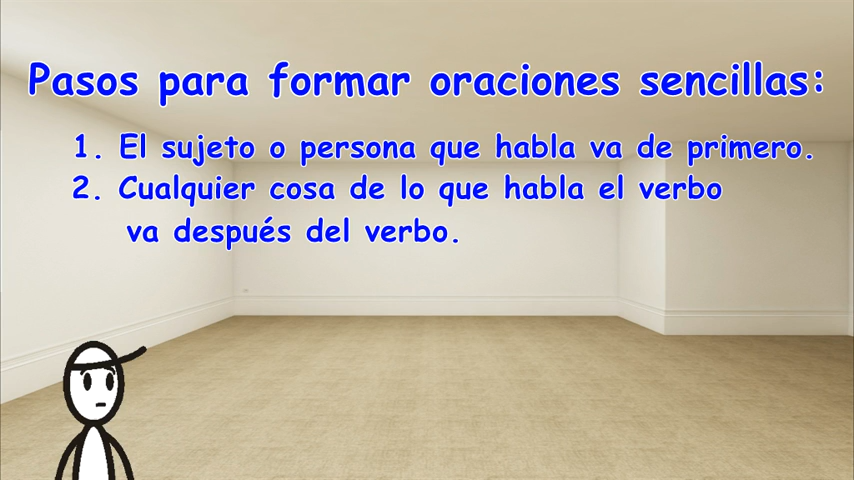 Pasos para formar oraciones sencillas:
1. El sujeto o persona que habla va de primero.
2. Cualquier cosa de lo que habla el verbo
va después del verbo.